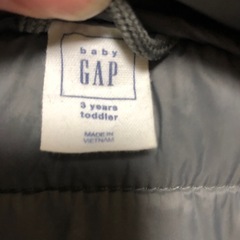 baby
GAP
3 years
toddler
MADE IN
VIETNAM